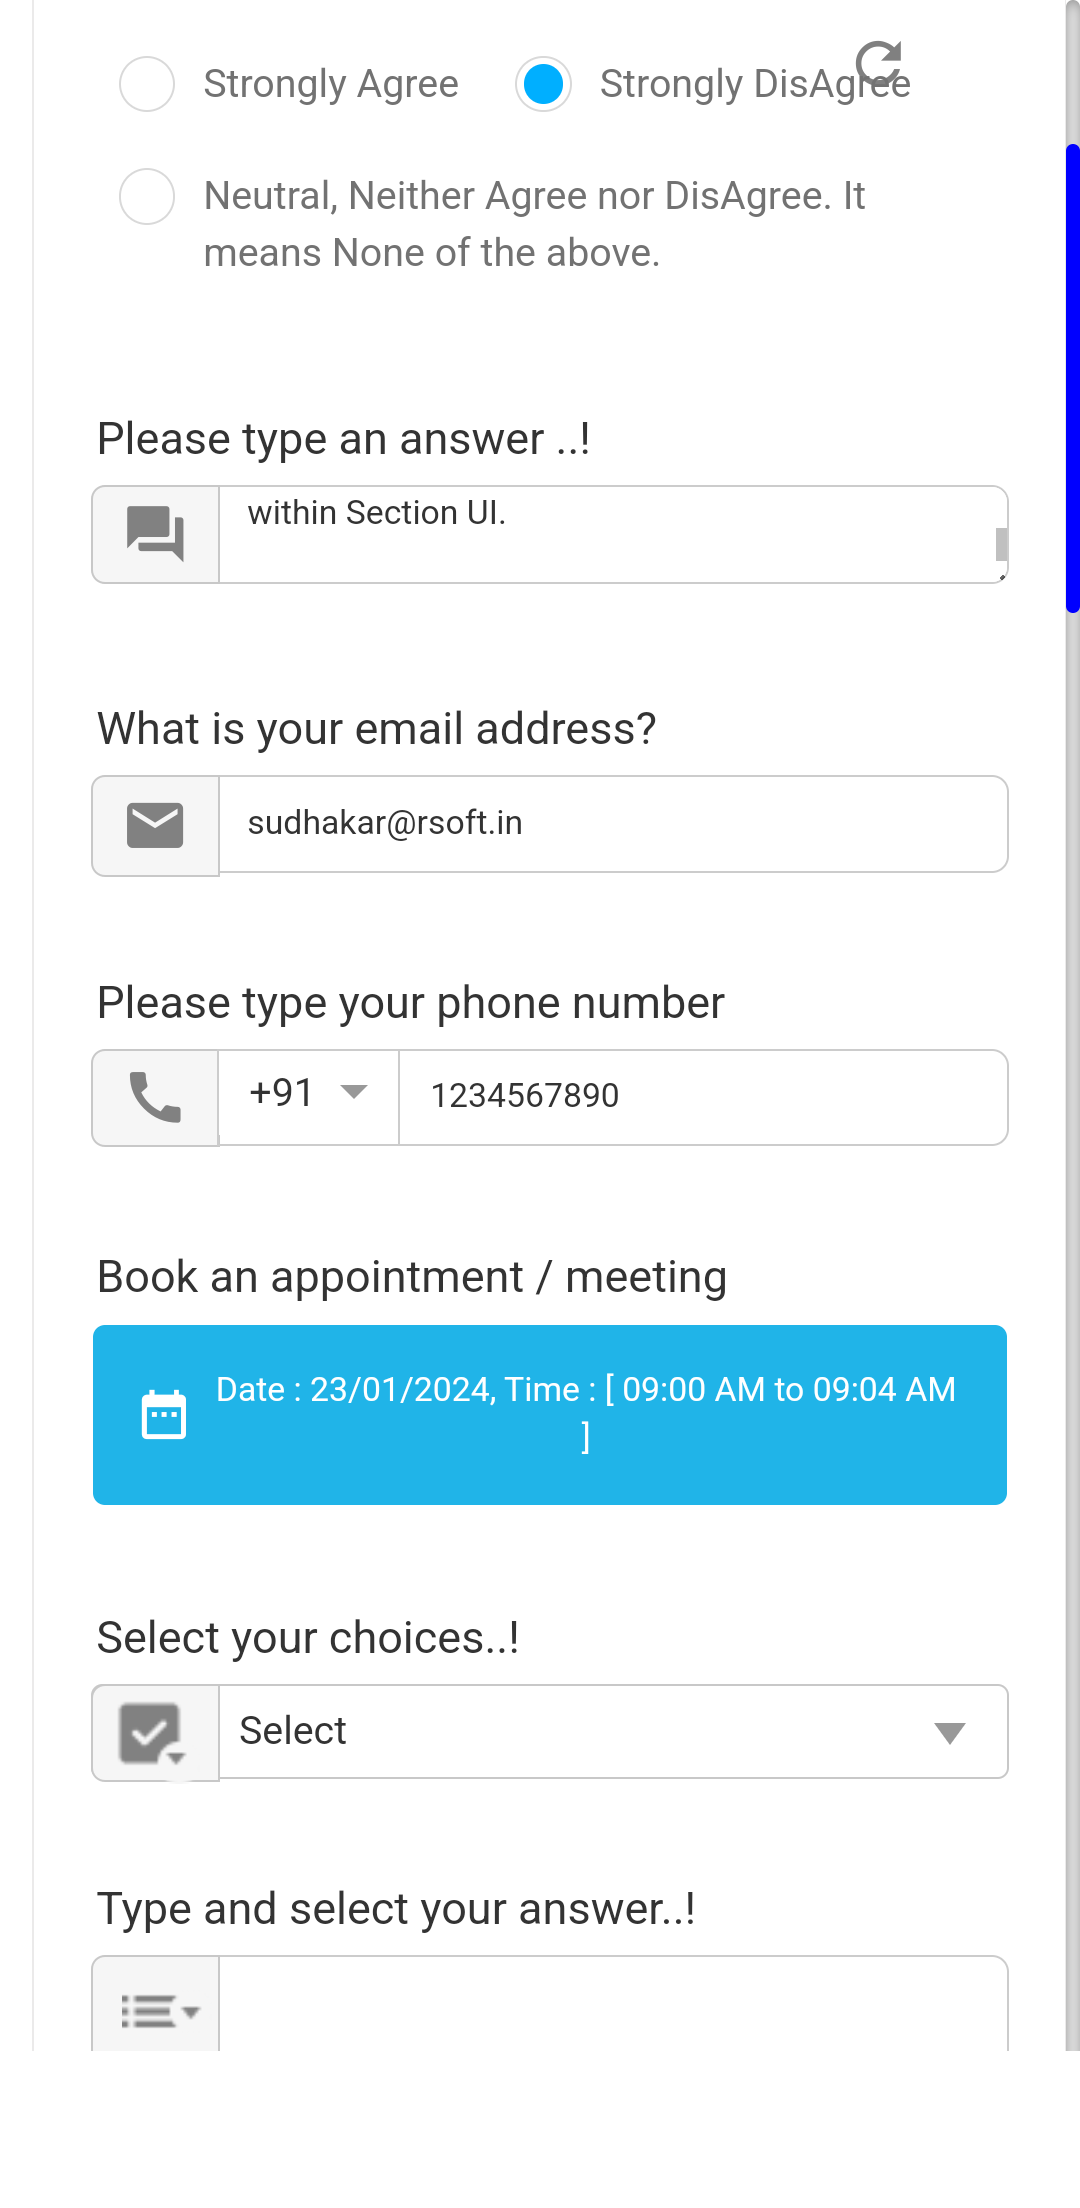 Strongly Agree
Strongly DisAgree
Neutral, Neither Agree nor DisAgree. It
means None of the above.
Please type an answer ..!
within Section UI.
What is your email address?
sudhakar@rsoft.in
Please type your phone number
+91
1234567890
Book an appointment / meeting
Date : 23/01/2024, Time : [ 09:00 AM to 09:04 AM
]
Select your choices..!
Select
Type and select your answer..!